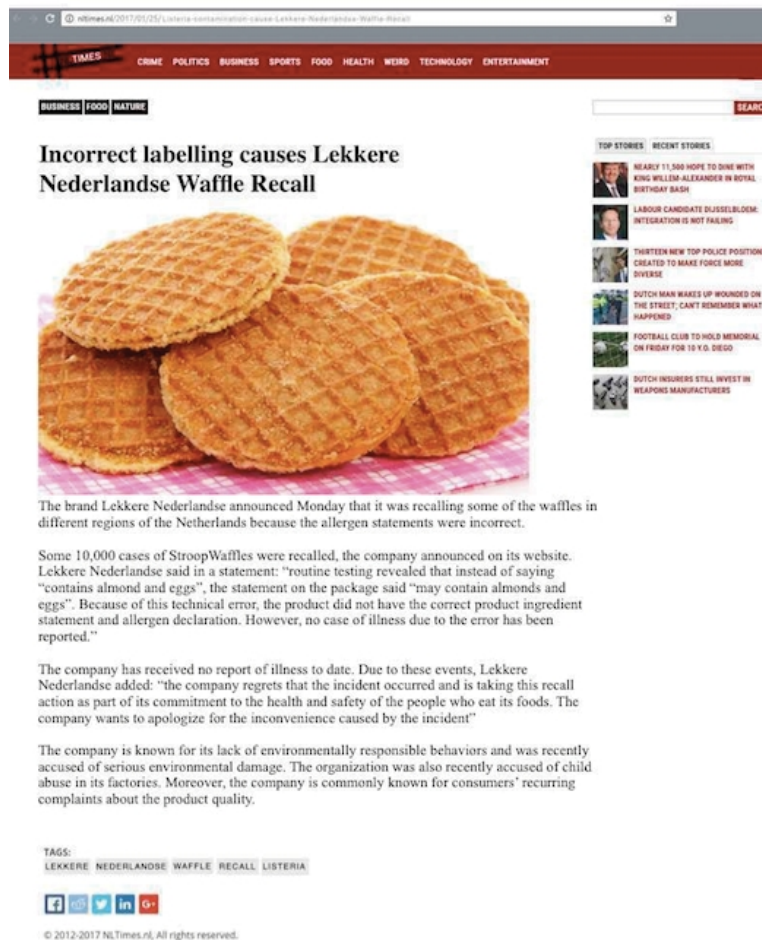 nltimes.nl/2017/01/25/Listeria-contamination-cause-Lekkere-Nederlandse-Waffle-Recall
TIMES
CRIME POLITICS BUSINESS SPORTS FOOD HEALTH WEIRD TECHNOLOGY ENTERTAINMENT
BUSINESS FOOD NATURE
SEARC
Incorrect labelling causes Lekkere
Nederlandse Waffle Recall
The brand Lekkere Nederlandse announced Monday that it was recalling some of the waffles in
different regions of the Netherlands because the allergen statements were incorrect.
Some 10,000 cases of StroopWaffles were recalled, the company announced on its website.
Lekkere Nederlandse said in a statement: “routine testing revealed that instead of saying
“contains almond and eggs”, the statement on the package said “may contain almonds and
eggs”. Because of this technical error, the product did not have the correct product ingredient
statement and allergen declaration. However, no case of illness due to the error has been
reported.”
The company has received no report of illness to date. Due to these events, Lekkere
Nederlandse added: “the company regrets that the incident occurred and is taking this recall
action as part of its commitment to the health and safety of the people who eat its foods. The
company wants to apologize for the inconvenience caused by the incident”
The company is known for its lack of environmentally responsible behaviors and was recently
accused of serious environmental damage. The organization was also recently accused of child
abuse in its factories. Moreover, the company is commonly known for consumers’ recurring
complaints about the product quality.
TAGS:
LEKKERE NEDERLANDSE WAFFLE RECALL LISTERIA
© 2012-2017 NLTimes.nl, All rights reserved.
TOP STORIES RECENT STORIES
NEARLY 11,500 HOPE TO DINE WITH
KING WILLEM-ALEXANDER IN ROYAL
BIRTHDAY BASH
LABOUR CANDIDATE DIJSSELBLOEM:
INTEGRATION IS NOT FAILING
THIRTEEN NEW TOP POLICE POSITION
CREATED TO MAKE FORCE MORE
DIVERSE
DUTCH MAN WAKES UP WOUNDED ON
THE STREET; CAN'T REMEMBER WHAT
HAPPENED
FOOTBALL CLUB TO HOLD MEMORIAL
ON FRIDAY FOR 10 Y.O. DIEGO
DUTCH INSURERS STILL INVEST IN
WEAPONS MANUFACTURERS